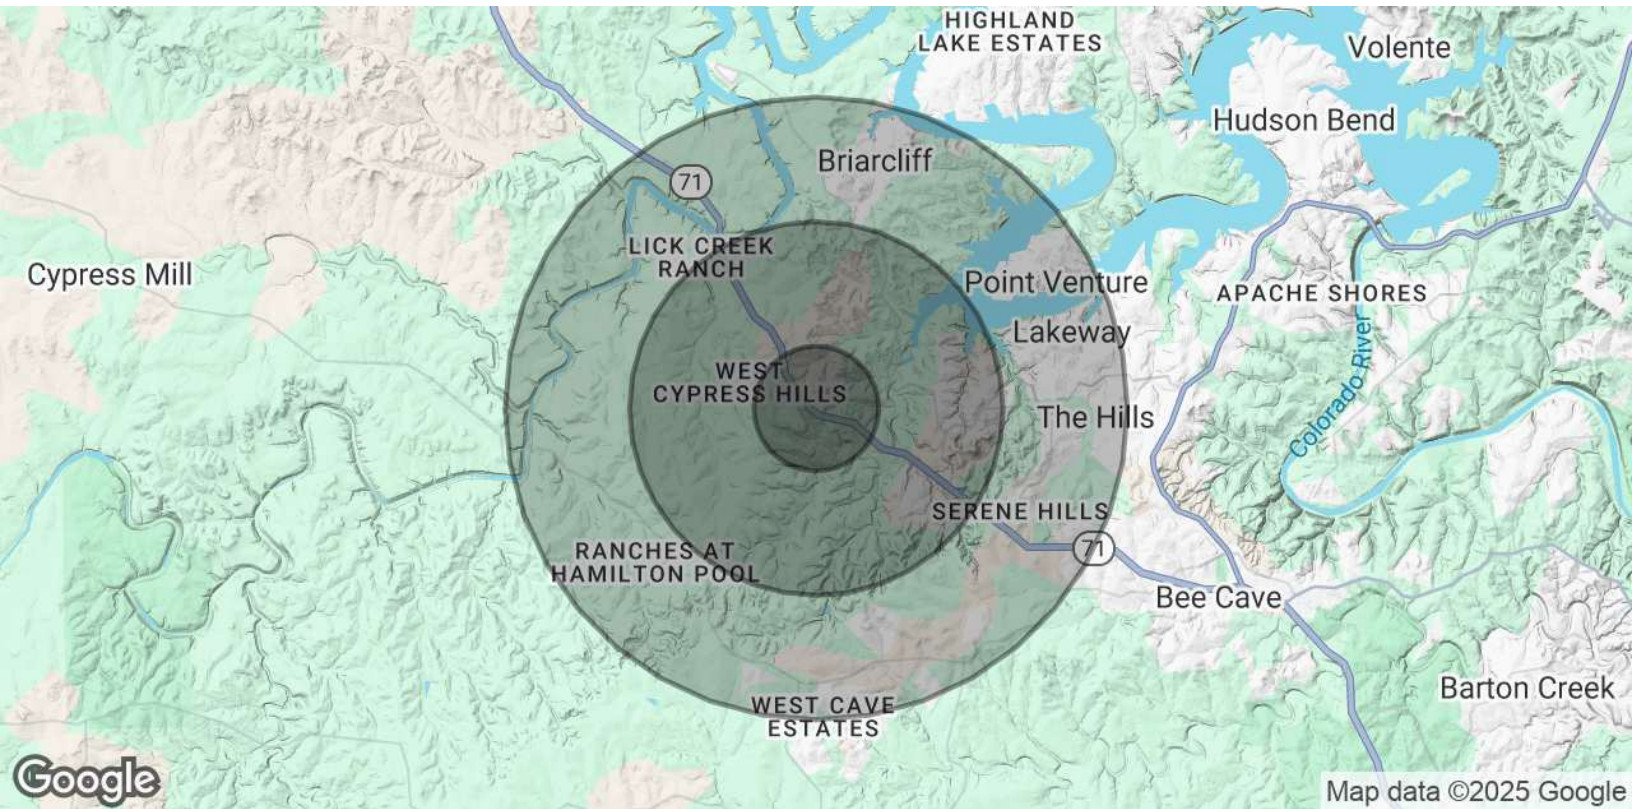 HIGHLAND
LAKE ESTATES
Volente
Hudson Bend
Briarcliff
71
LICK CREEK
RANCH
Cypress Mill
Point Venture
APACHE SHORES
Lakeway
WEST
CYPRESS HILLS
Colorado River
The Hills
SERENE HILLS
71
RANCHES AT
HAMILTON POOL
Bee Cave
Barton Creek
WEST CAVE
ESTATES
Google
Map data ©2025 Google